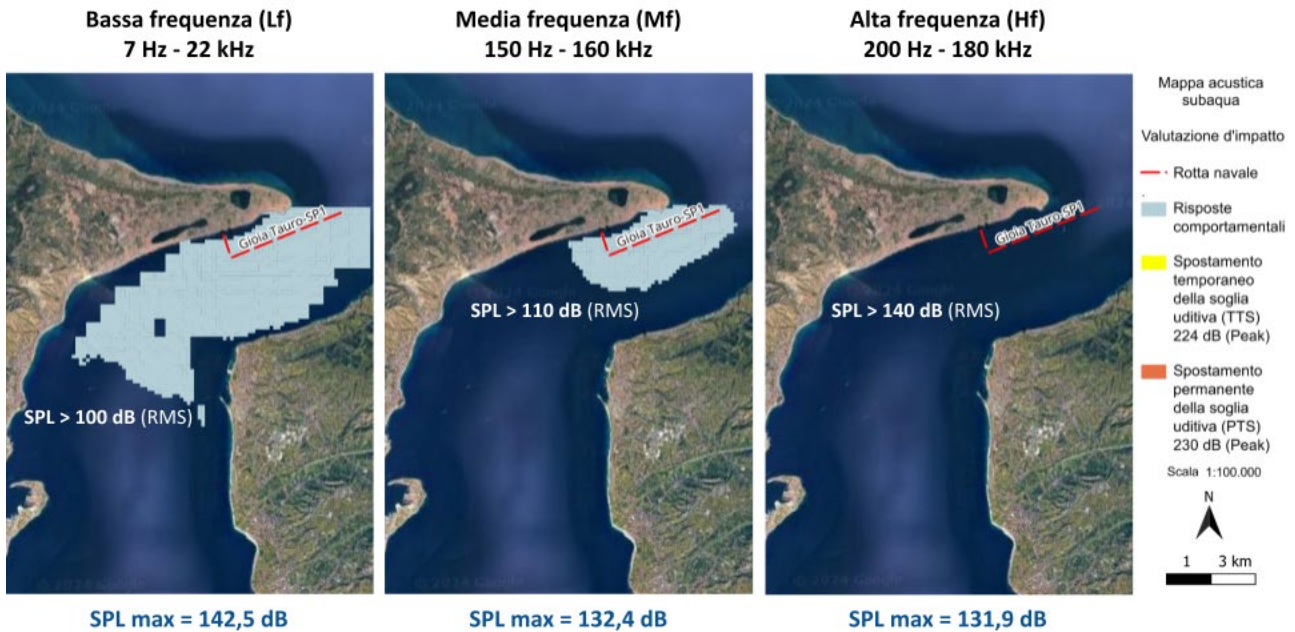 Bassa frequenza (Lf)
7 Hz - 22 kHz
Media frequenza (Mf)
150 Hz - 160 kHz
Alta frequenza (Hf)
200 Hz - 180 kHz
Gioia Tauro-SP1
SPL > 100 dB (RMS)
Gioia Tauro-SP1
SPL > 110 dB (RMS)
Gioia Tauro-SP1
SPL > 140 dB (RMS)
Mappa acustica
subaqua
Valutazione d'impatto
Rotta navale
Risposte
comportamentali
Spostamento
temporaneo
della soglia
uditiva (TTS)
224 dB (Peak)
Spostamento
permanente
della soglia
uditiva (PTS)
230 dB (Peak)
Scala 1:100.000
N
1 3 km
SPL max = 142,5 dB
SPL max = 132,4 dB
SPL max = 131,9 dB